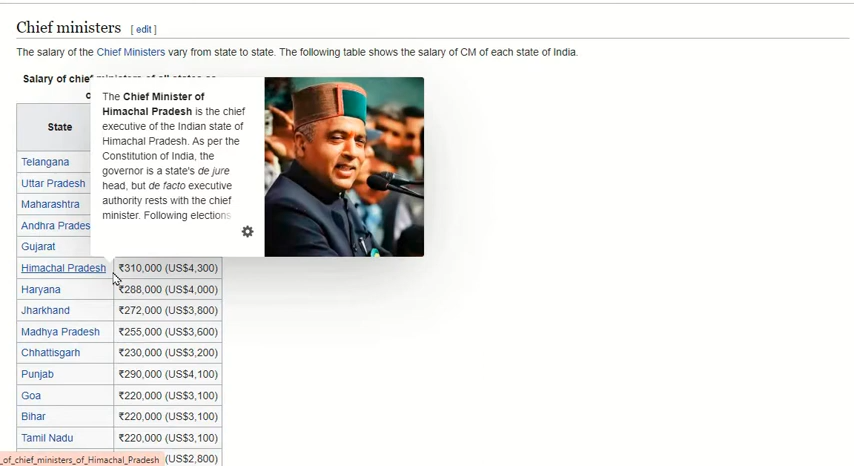 Chief ministers [ edit ]
The salary of the Chief Ministers vary from state to state. The following table shows the salary of CM of each state of India.
Salary of chief ministers of all states as
The Chief Minister of
Himachal Pradesh is the chief
executive of the Indian state of
Himachal Pradesh. As per the
Constitution of India, the
governor is a state's de jure
head, but de facto executive
authority rests with the chief
minister. Following elections
State
Telangana
Uttar Pradesh
Maharashtra
Andhra Prades
Gujarat
Himachal Pradesh ₹310,000 (US$4,300)
Haryana ₹288,000 (US$4,000)
Jharkhand ₹272,000 (US$3,800)
Madhya Pradesh ₹255,000 (US$3,600)
Chhattisgarh ₹230,000 (US$3,200)
Punjab ₹290,000 (US$4,100)
Goa ₹220,000 (US$3,100)
Bihar ₹220,000 (US$3,100)
Tamil Nadu ₹220,000 (US$3,100)
_of_chief_ministers_of_Himachal_Pradesh (US$2,800)